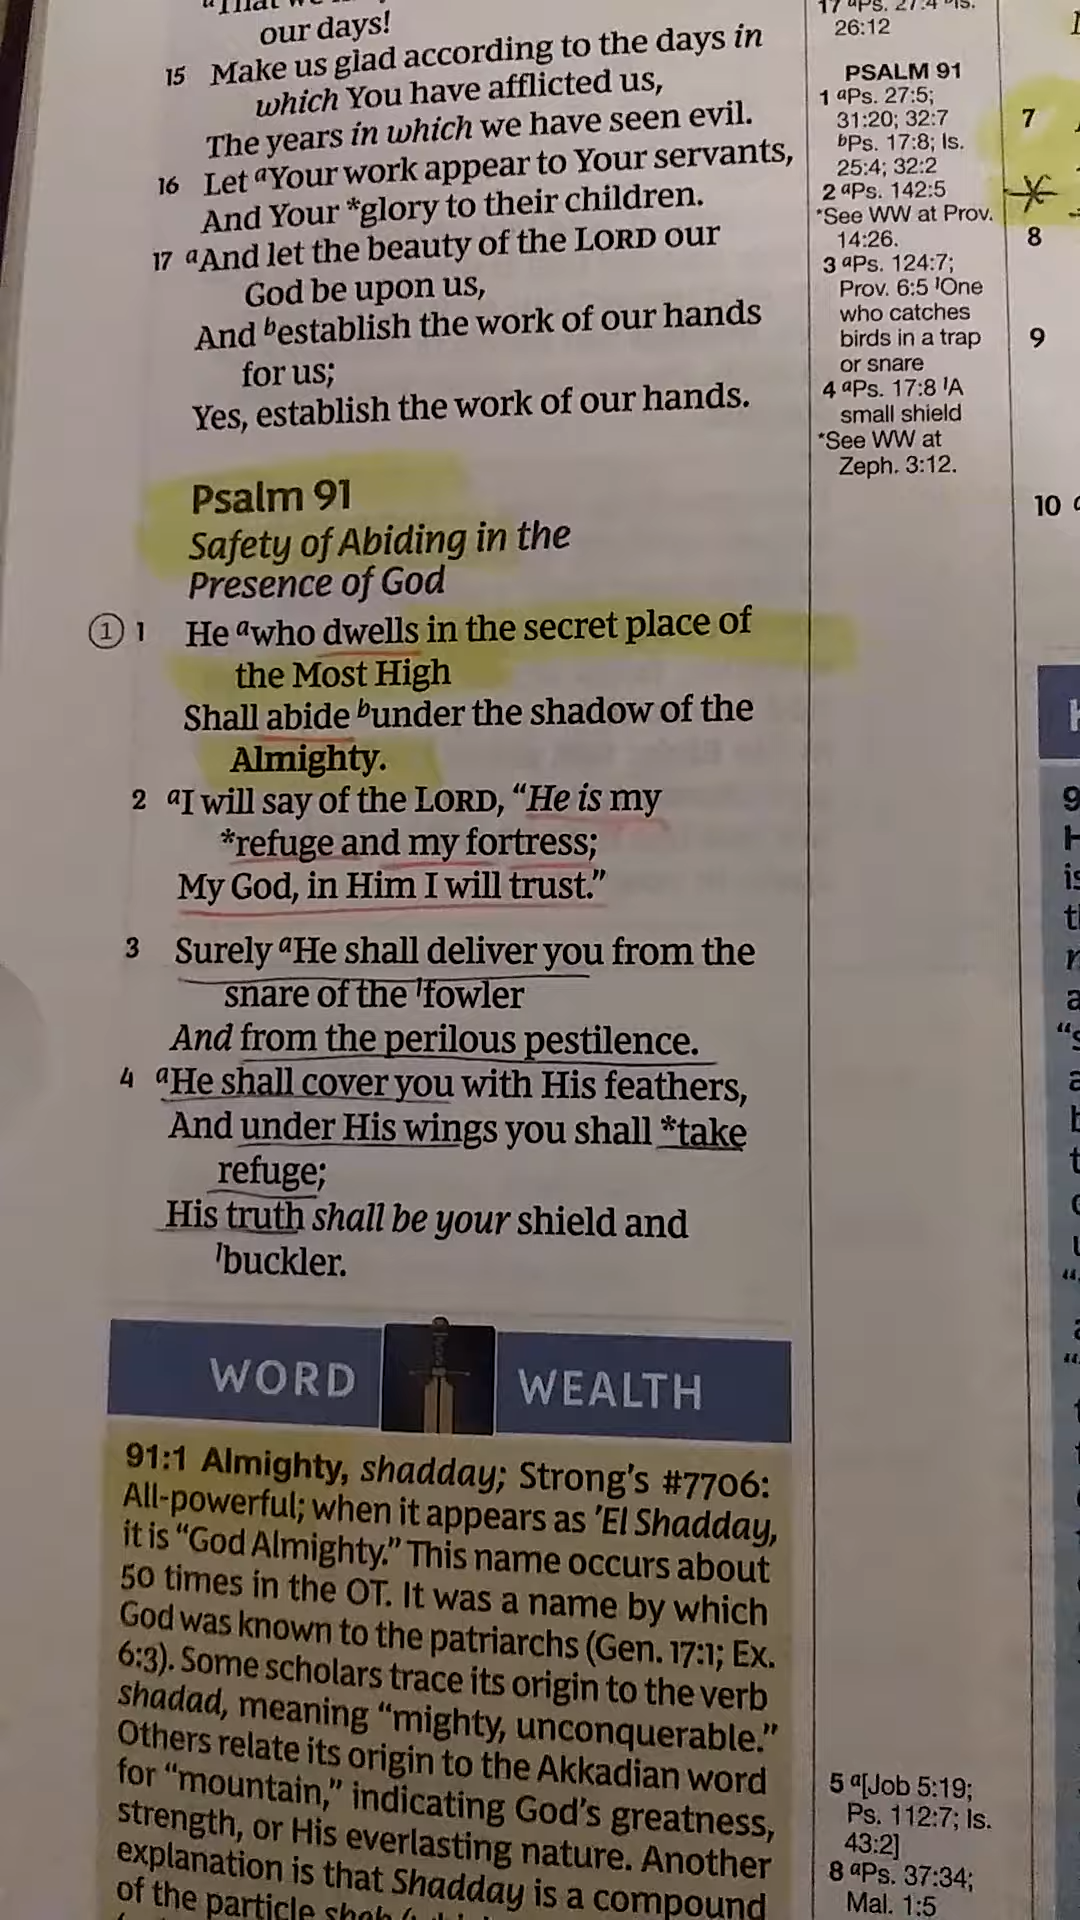 our days!
15 Make us glad according to the days in
which You have afflicted us,
The years in which we have seen evil.
16 Let aYour work appear to Your servants,
And Your *glory to their children.
17 aAnd let the beauty of the LORD our
God be upon us,
And bestablish the work of our hands
for us;
Yes, establish the work of our hands.
Psalm 91
Safety of Abiding in the
Presence of God
① 1 He awho dwells in the secret place of
the Most High
Shall abide bunder the shadow of the
Almighty.
2 aI will say of the LORD, “He is my
*refuge and my fortress;
My God, in Him I will trust.”
3 Surely aHe shall deliver you from the
snare of the lfowler
And from the perilous pestilence.
4 aHe shall cover you with His feathers,
And under His wings you shall *take
refuge;
His truth shall be your shield and
lbuckler.
WORD WEALTH
91:1 Almighty, shadday; Strong’s #7706:
All-powerful; when it appears as ’El Shadday,
it is “God Almighty.” This name occurs about
50 times in the OT. It was a name by which
God was known to the patriarchs (Gen. 17:1; Ex.
6:3). Some scholars trace its origin to the verb
shadad, meaning “mighty, unconquerable.”
Others relate its origin to the Akkadian word
for “mountain,” indicating God’s greatness,
strength, or His everlasting nature. Another
explanation is that Shadday is a compound
of the particle
26:12
PSALM 91
1 aPs. 27:5;
31:20; 32:7
bPs. 17:8; Is.
25:4; 32:2
2 aPs. 142:5
*See WW at Prov.
14:26.
3 aPs. 124:7;
Prov. 6:5 lOne
who catches
birds in a trap
or snare
4 aPs. 17:8 lA
small shield
*See WW at
Zeph. 3:12.
5 a[Job 5:19;
Ps. 112:7; Is.
43:2]
8 aPs. 37:34;
Mal. 1:5
7
8
9
10